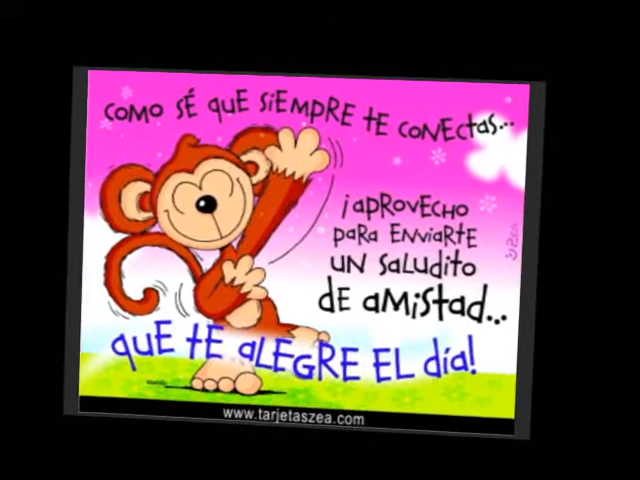 como sé que siempre te conectas...
¡aprovecho
para enviarte
un saludito
de amistad...
que te alegre el día!
www.tarjetaszea.com